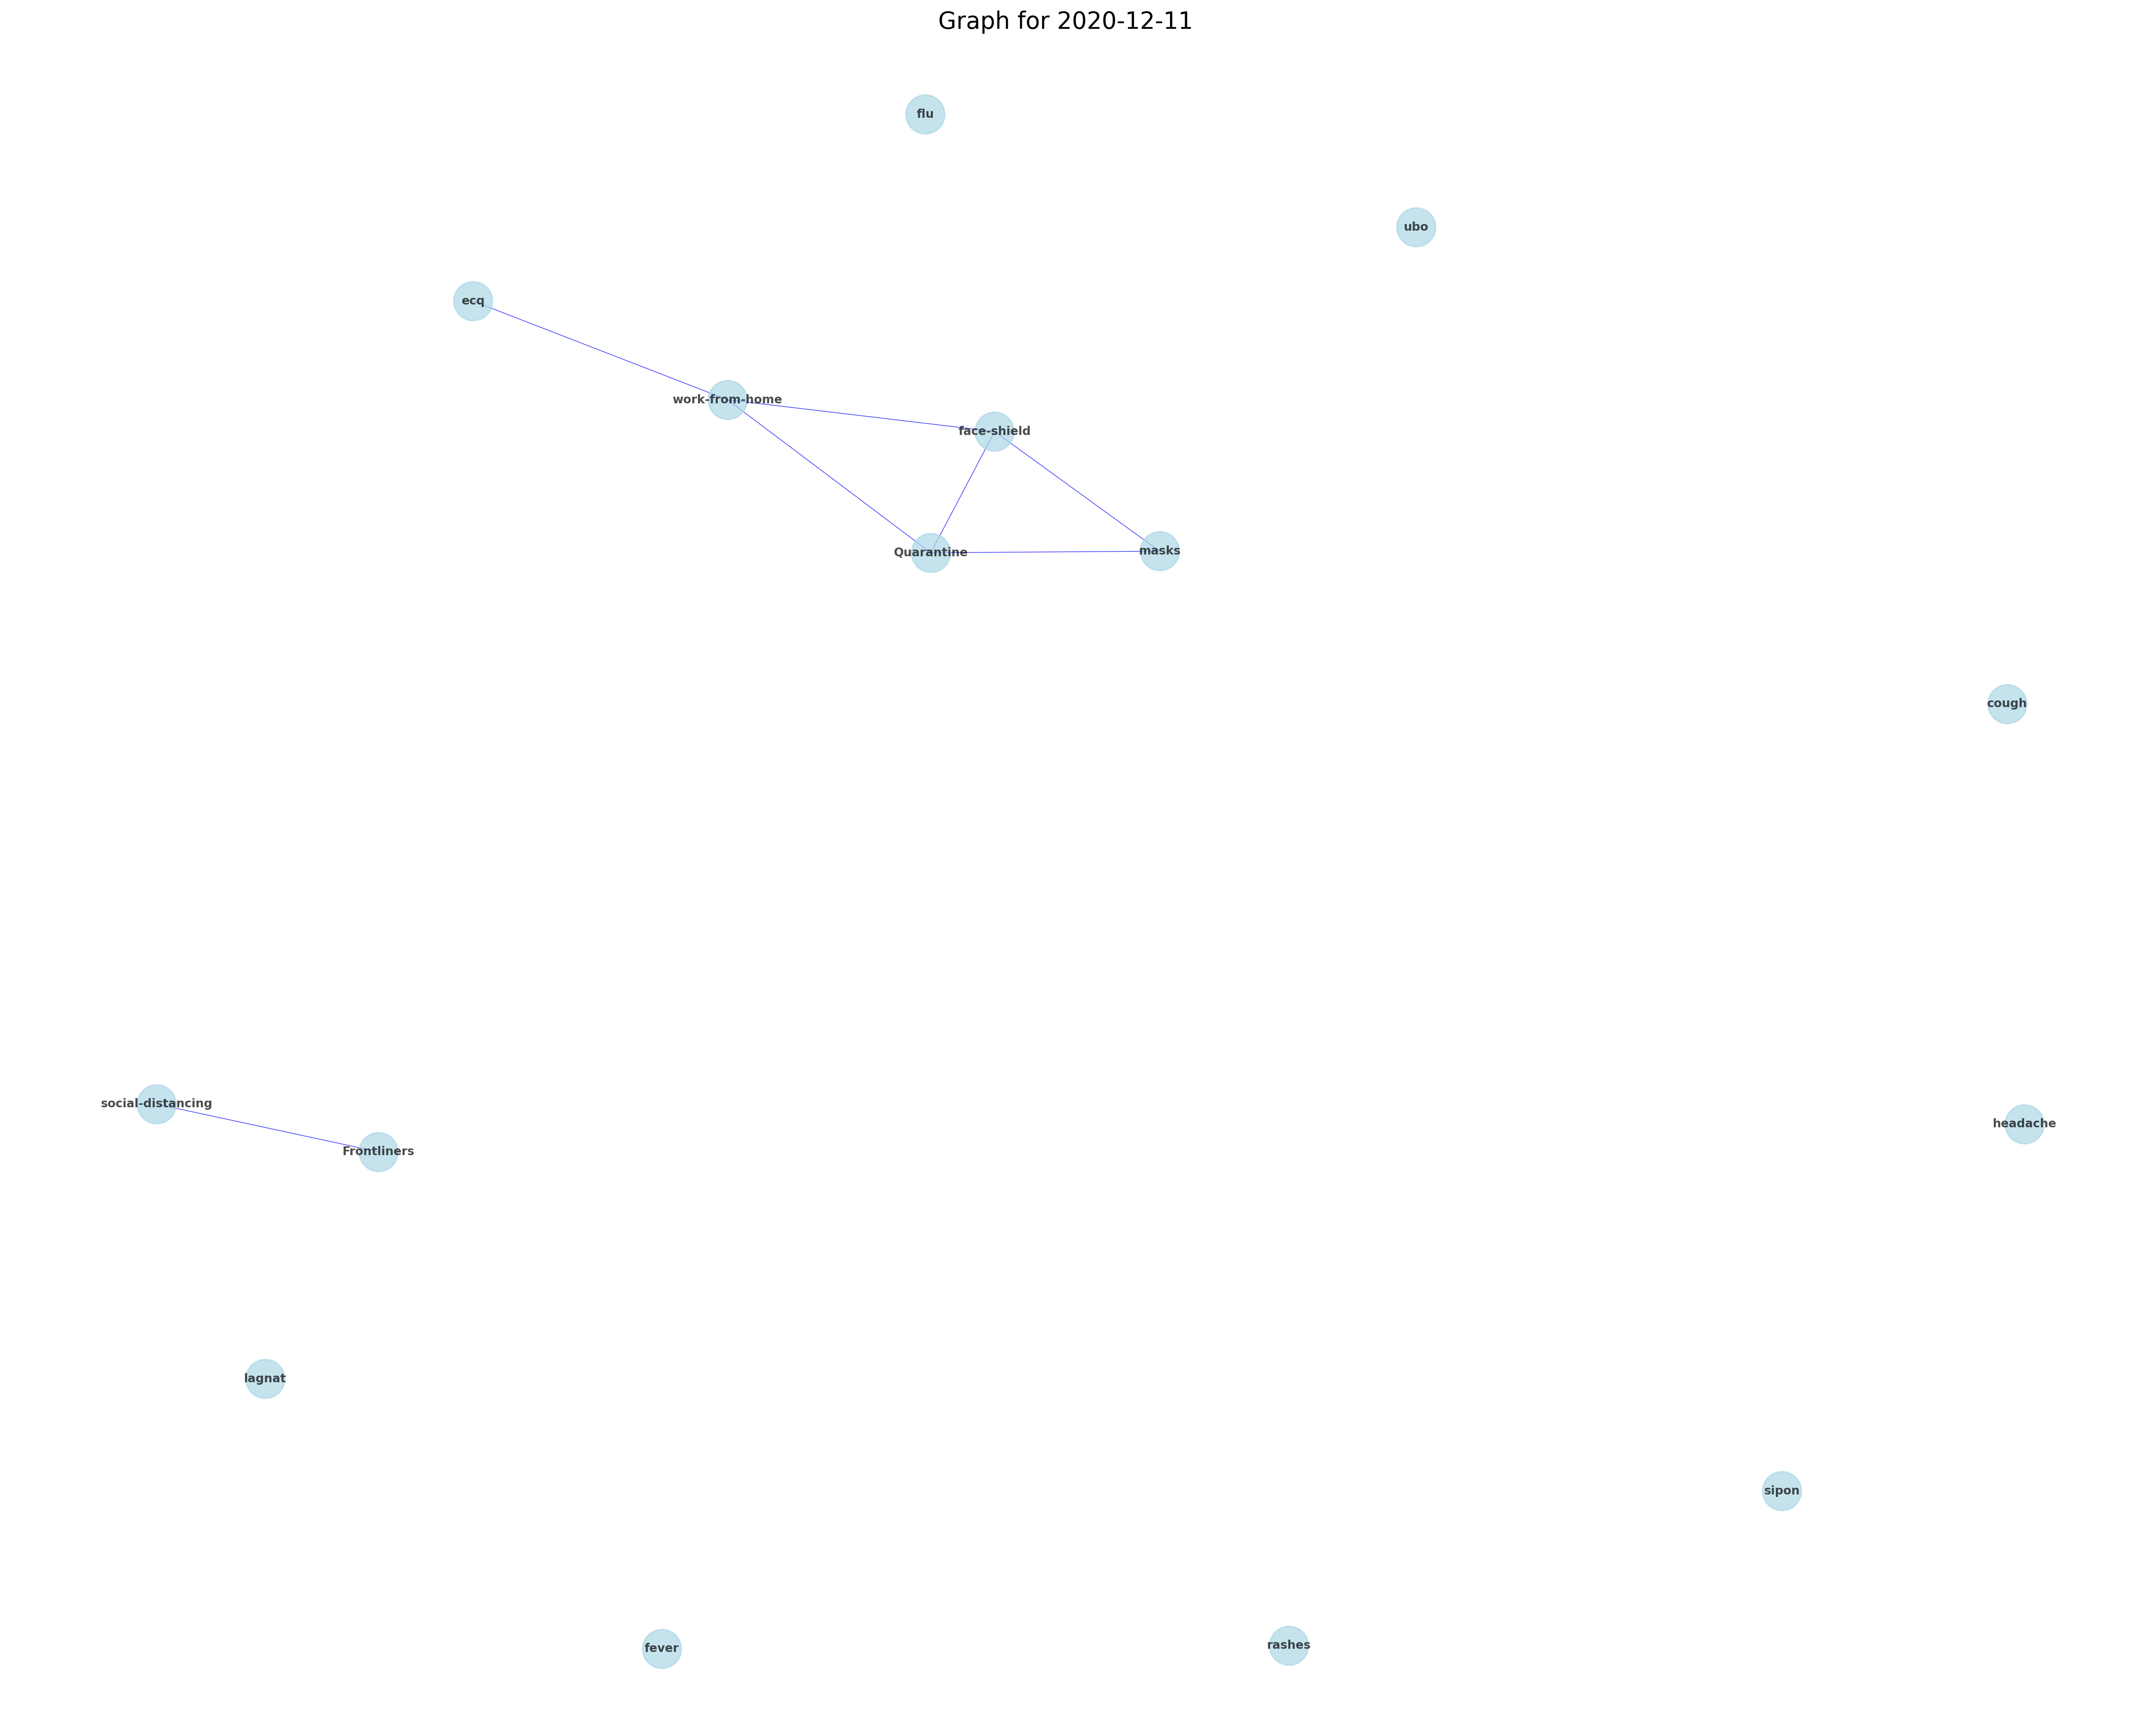 Graph for 2020-12-11
flu
ubo
ecq
work-from-home
face-shield
Quarantine
masks
cough
social-distancing
headache
Frontliners
lagnat
sipon
fever
rashes